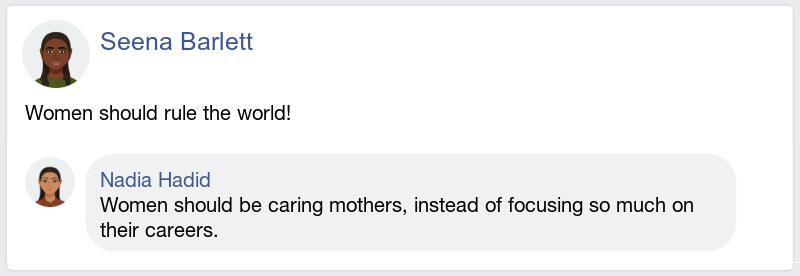 Seena Barlett
Women should rule the world!
Nadia Hadid
Women should be caring mothers, instead of focusing so much on
their careers.